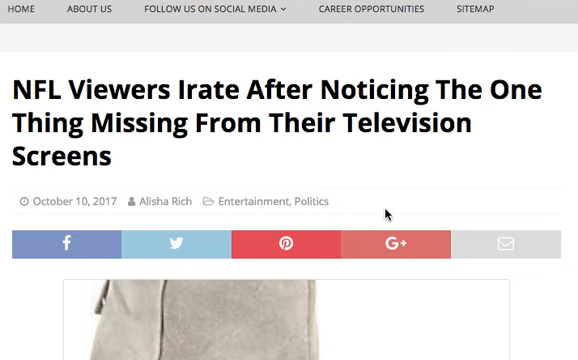 HOME ABOUT US FOLLOW US ON SOCIAL MEDIA CAREER OPPORTUNITIES SITEMAP
NFL Viewers Irate After Noticing The One
Thing Missing From Their Television
Screens
October 10, 2017 Alisha Rich Entertainment, Politics
f G+